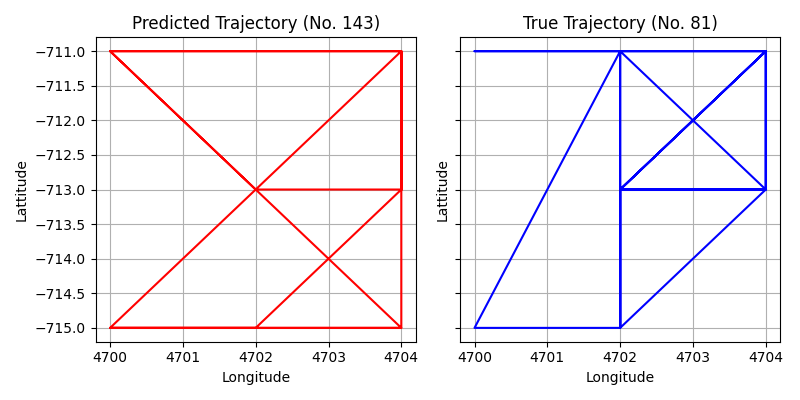 Predicted Trajectory (No. 143)
−711.0
−711.5
−712.0
−712.5
−713.0
−713.5
−714.0
−714.5
−715.0
Lattitude
4700 4701 4702 4703 4704
Longitude
True Trajectory (No. 81)
Lattitude
4700 4701 4702 4703 4704
Longitude